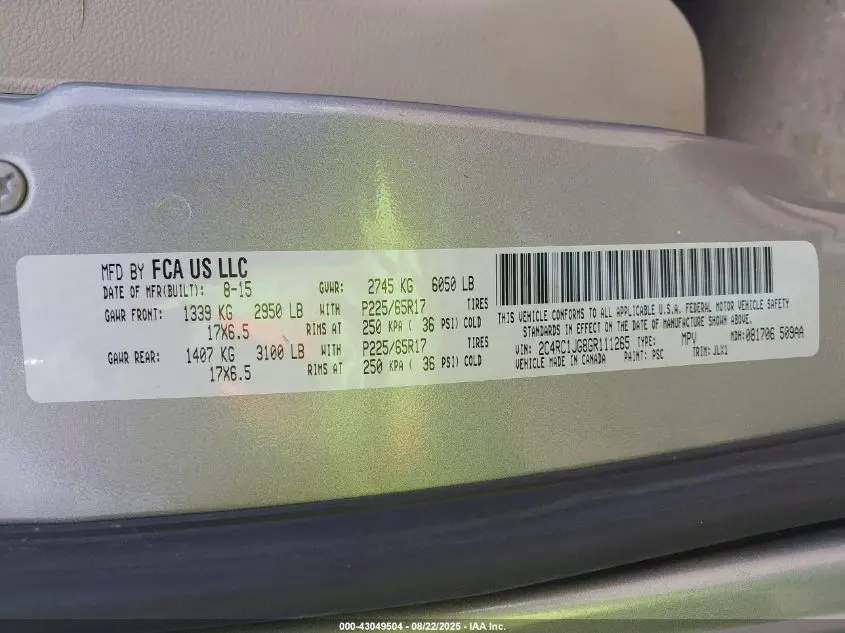 MFD BY FCA US LLC
DATE OF MFR(BUILT): 8-15 GVWR: 2745 KG 6050 LB
GAWR FRONT: 1339 KG 2950 LB WITH P225/65R17 TIRES
17X6.5 RIMS AT 250 KPA ( 36 PSI) COLD
GAWR REAR: 1407 KG 3100 LB WITH P225/65R17 TIRES
17X6.5 RIMS AT 250 KPA ( 36 PSI) COLD
THIS VEHICLE CONFORMS TO ALL APPLICABLE U.S.A. FEDERAL MOTOR VEHICLE SAFETY
STANDARDS IN EFFECT ON THE DATE OF MANUFACTURE SHOWN ABOVE.
VIN: 2C4RC1JG8GR111265 TYPE: MPV MDH:081706 509AA
VEHICLE MADE IN CANADA PAINT: PSC TRIM: JLX1
000-43049504 - 08/22/2025 - IAA Inc.